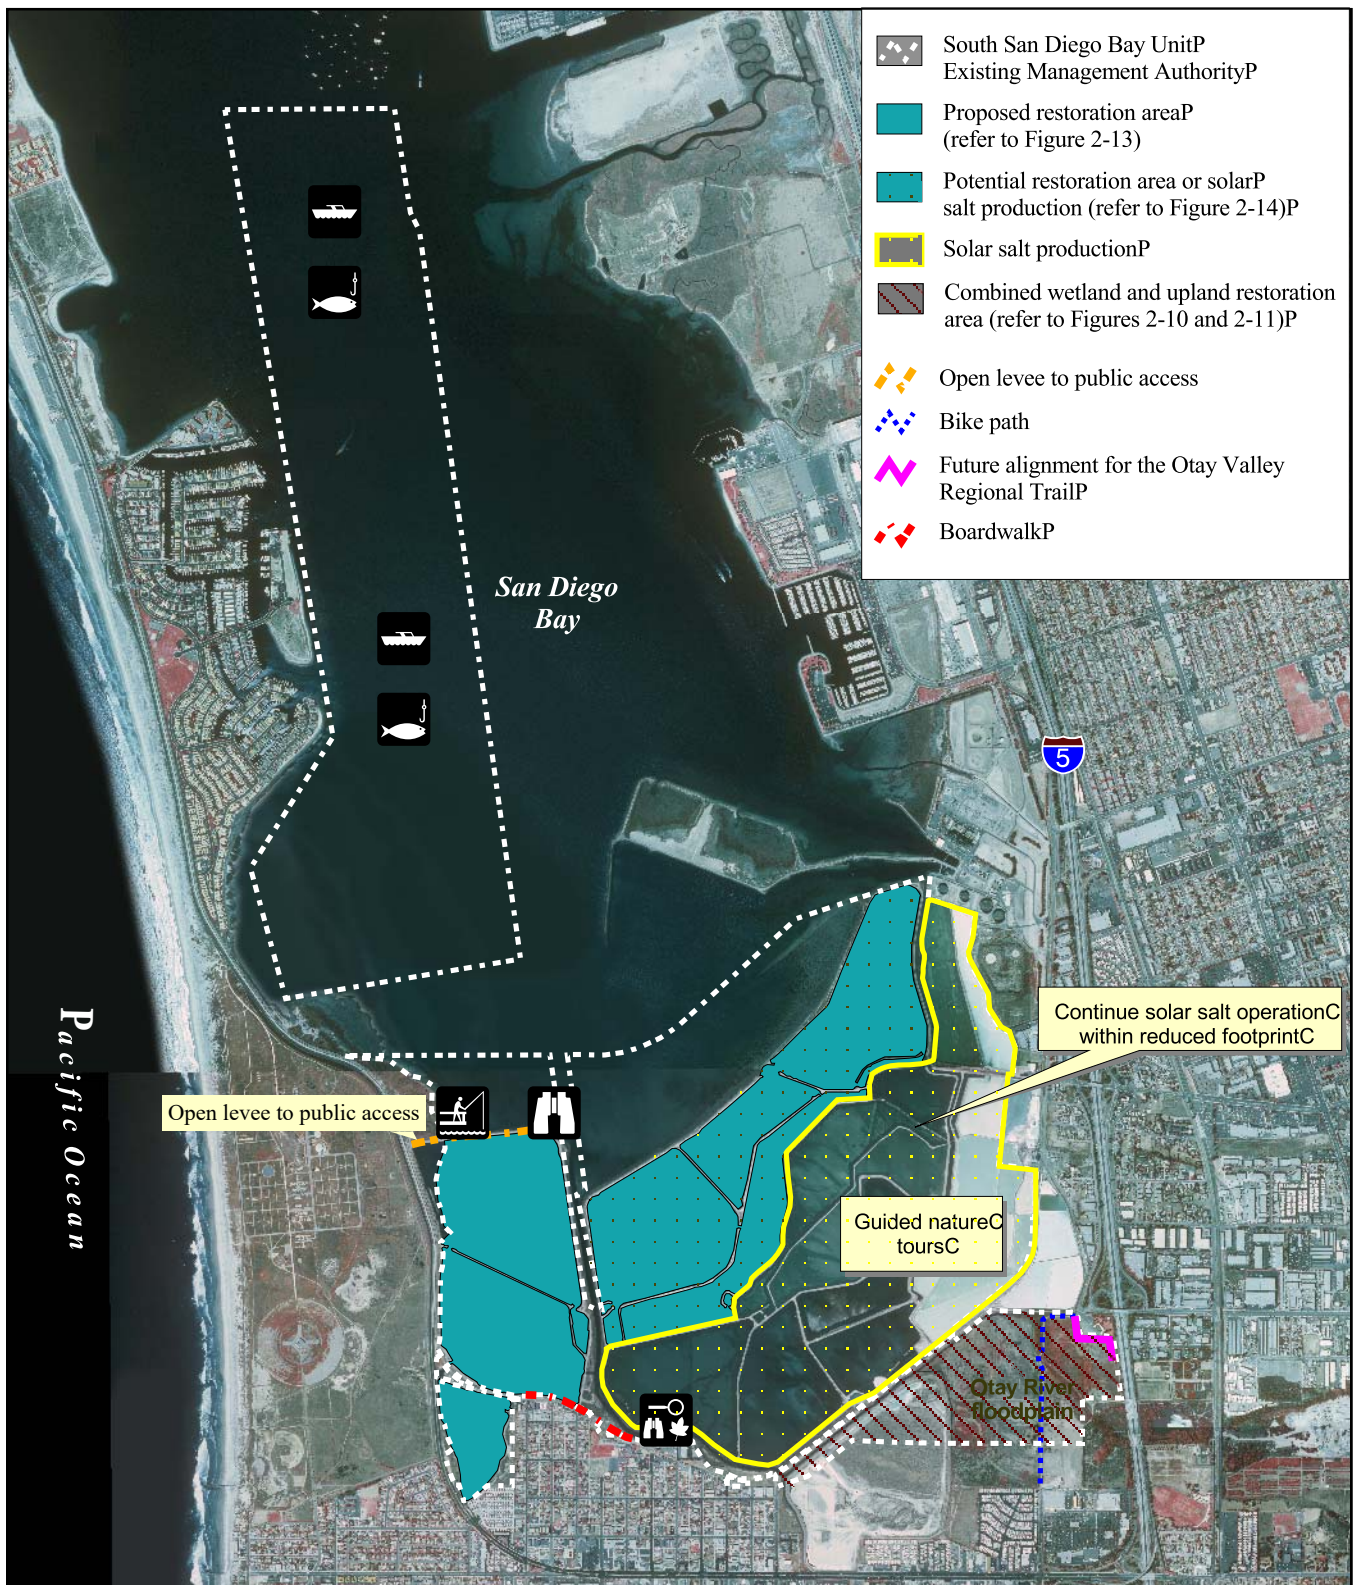 South San Diego Bay UnitP
Existing Management AuthorityP
Proposed restoration areaP
(refer to Figure 2-13)
Potential restoration area or solarP
salt production (refer to Figure 2-14)P
Solar salt productionP
Combined wetland and upland restoration
area (refer to Figures 2-10 and 2-11)P
Open levee to public access
Bike path
Future alignment for the Otay Valley
Regional TrailP
BoardwalkP
San Diego
Bay
5
Pacific Ocean
Continue solar salt operationC
within reduced footprintC
Open levee to public access
Guided natureC
toursC
Otay River
floodplain